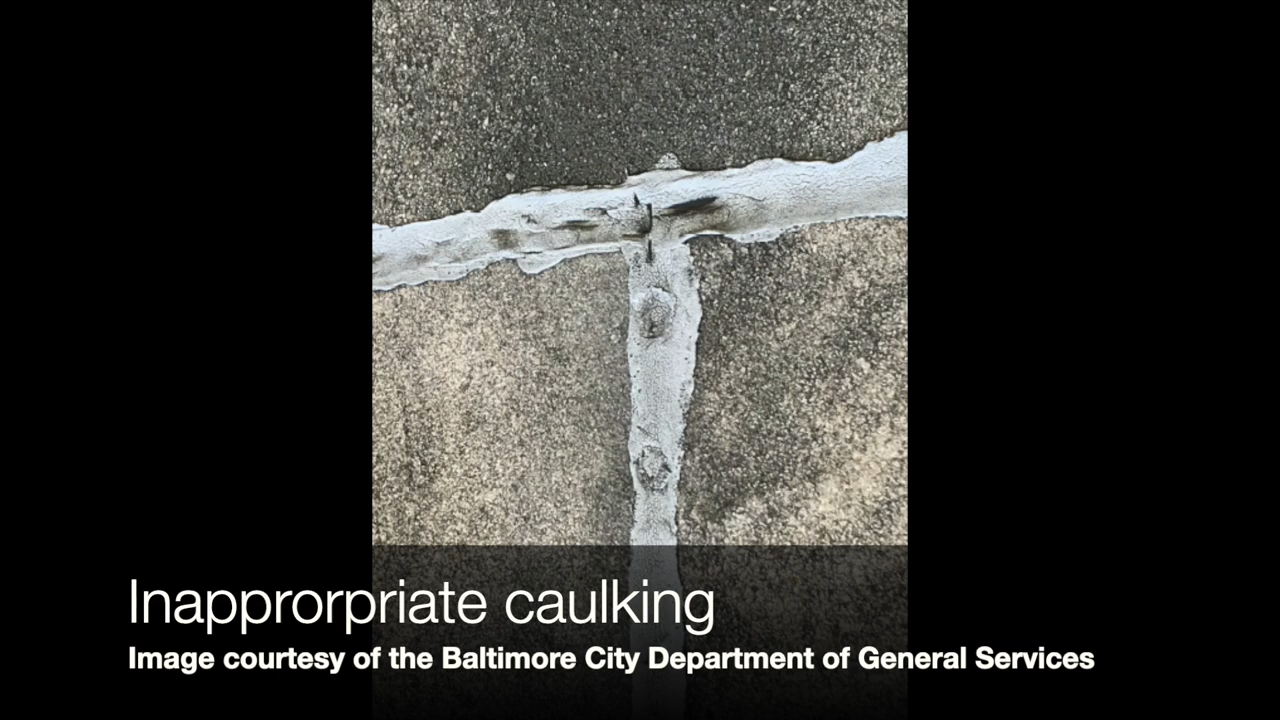 Inapprorpriate caulking
Image courtesy of the Baltimore City Department of General Services